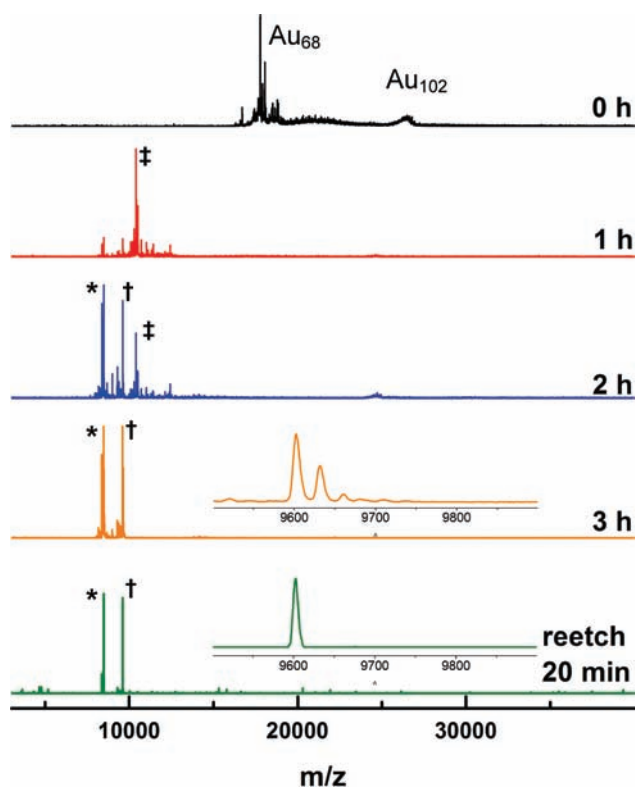 Au68
Au102
0 h
‡
1 h
* † ‡
2 h
* †
3 h
9600 9700 9800
* †
reetch
20 min
9600 9700 9800
10000 20000 30000
m/z